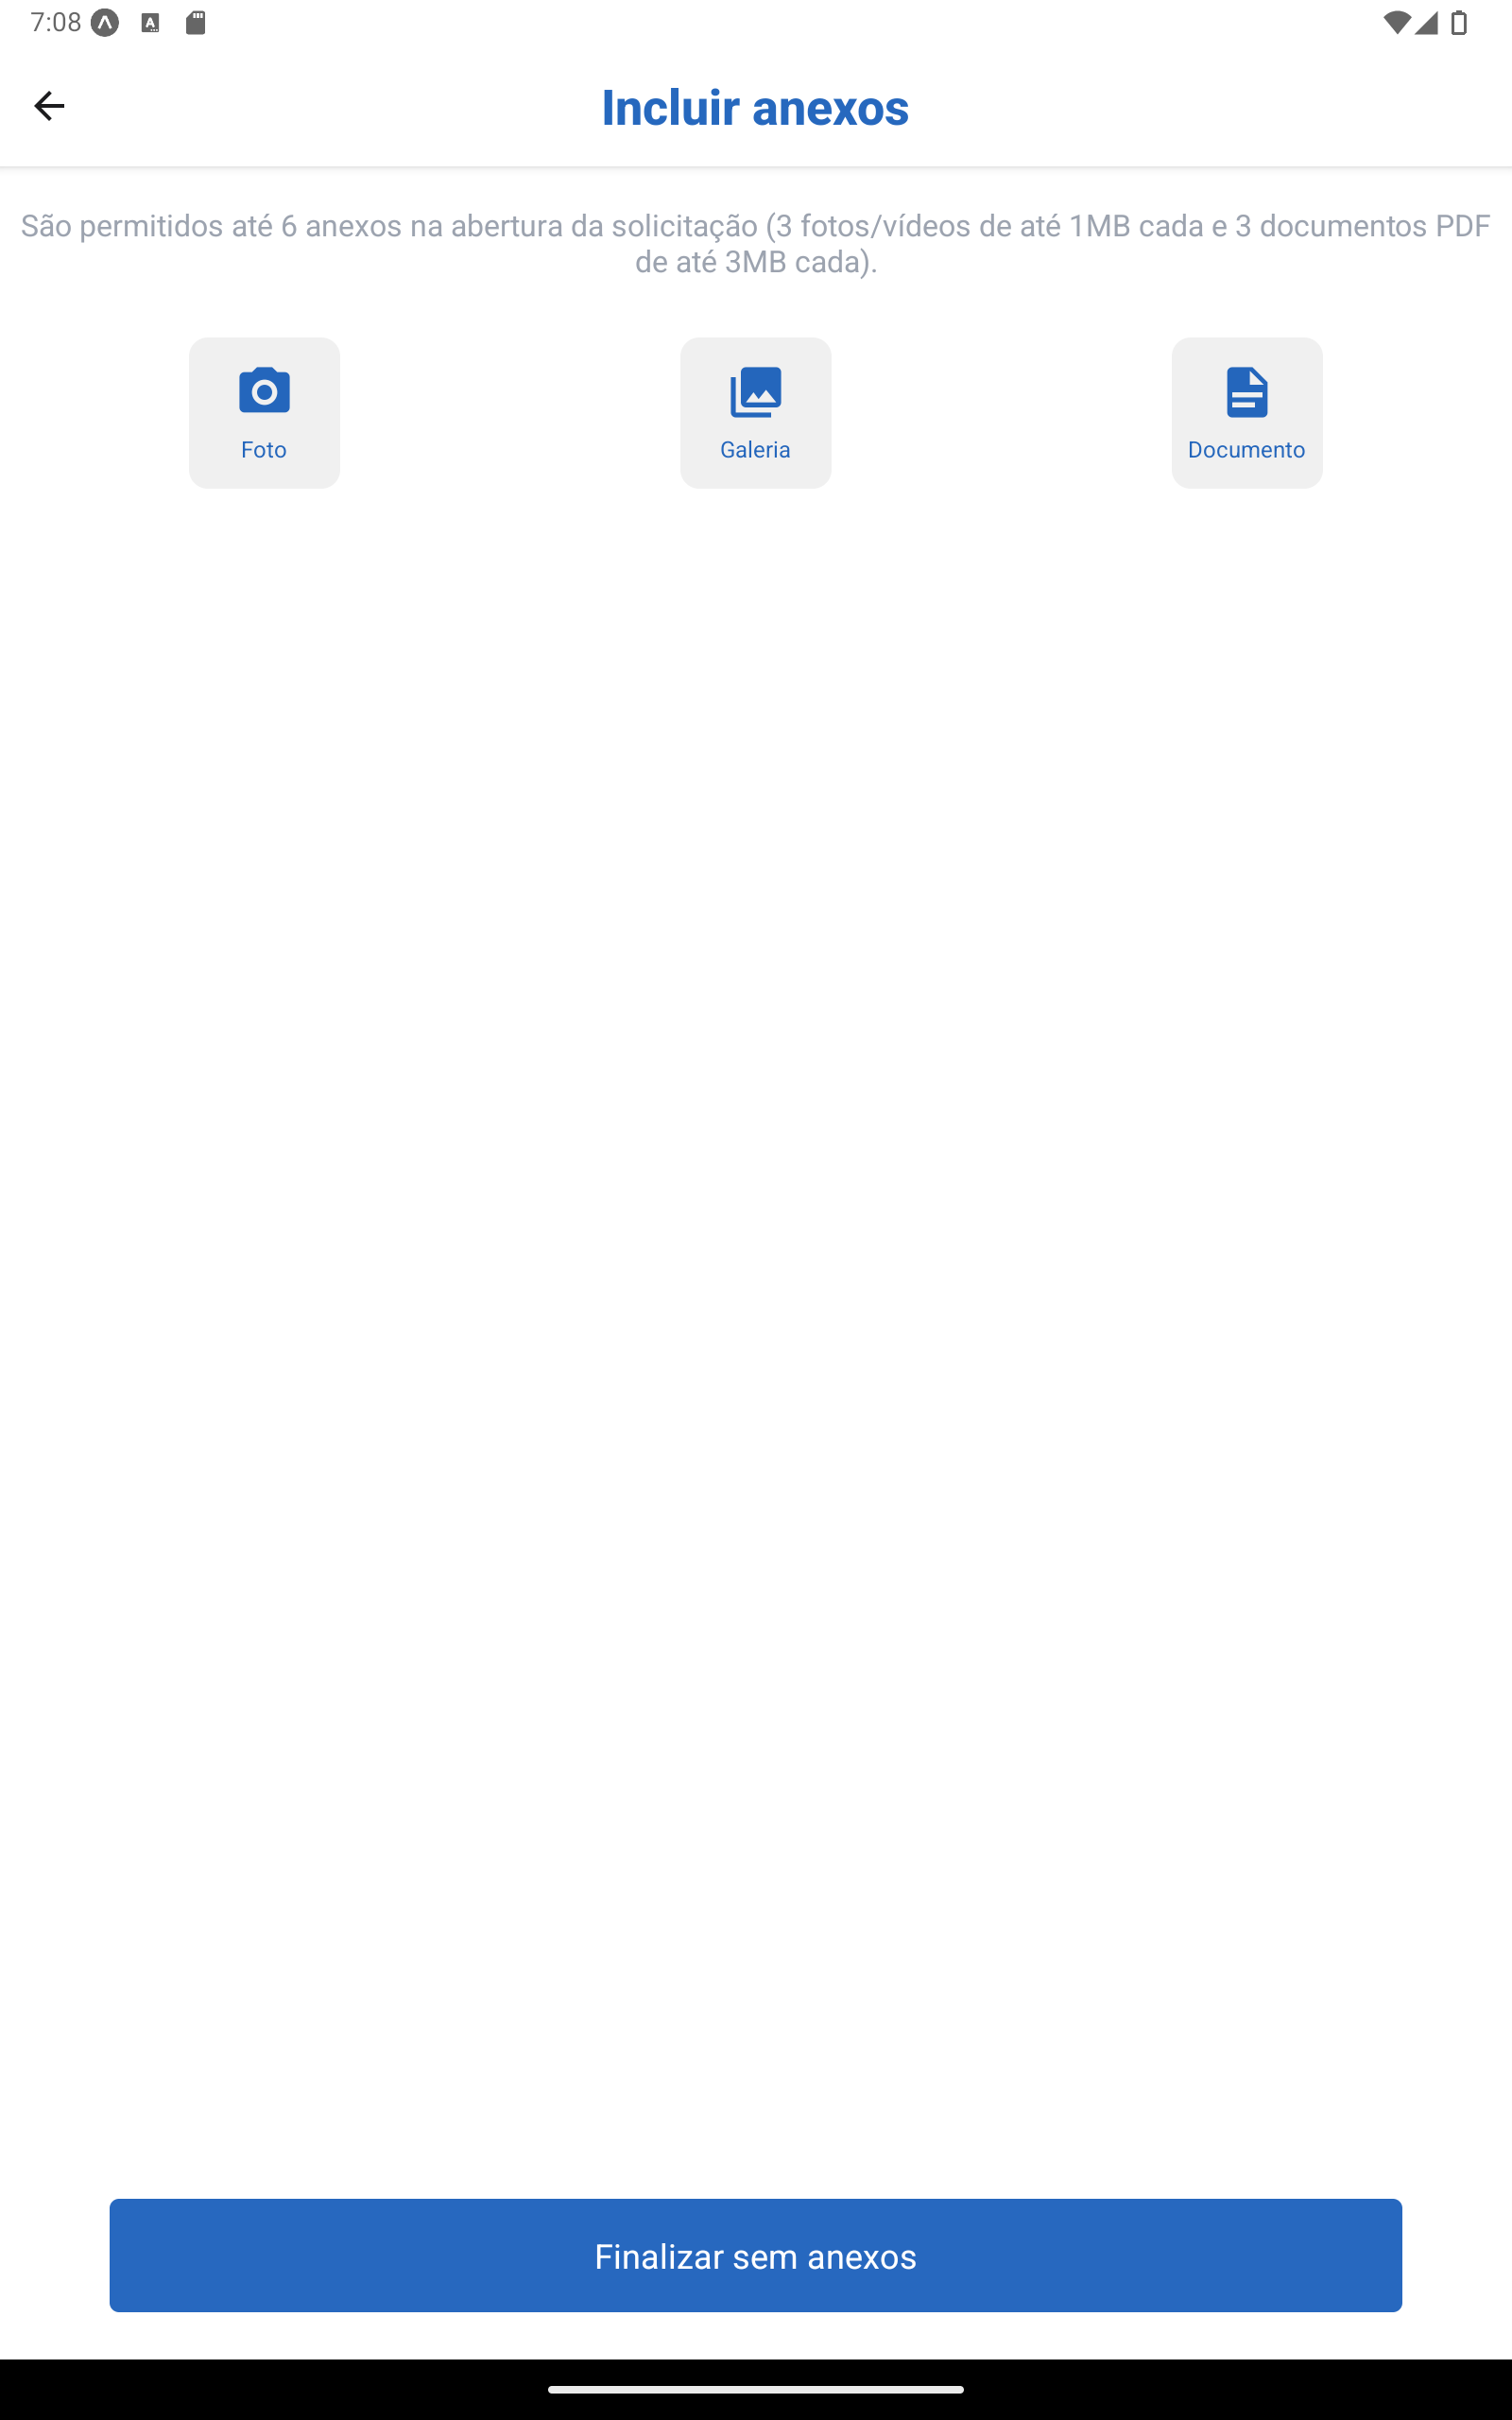 7:08
Incluir anexos
São permitidos até 6 anexos na abertura da solicitação (3 fotos/vídeos de até 1MB cada e 3 documentos PDF
de até 3MB cada).
Foto
Galeria
Documento
Finalizar sem anexos